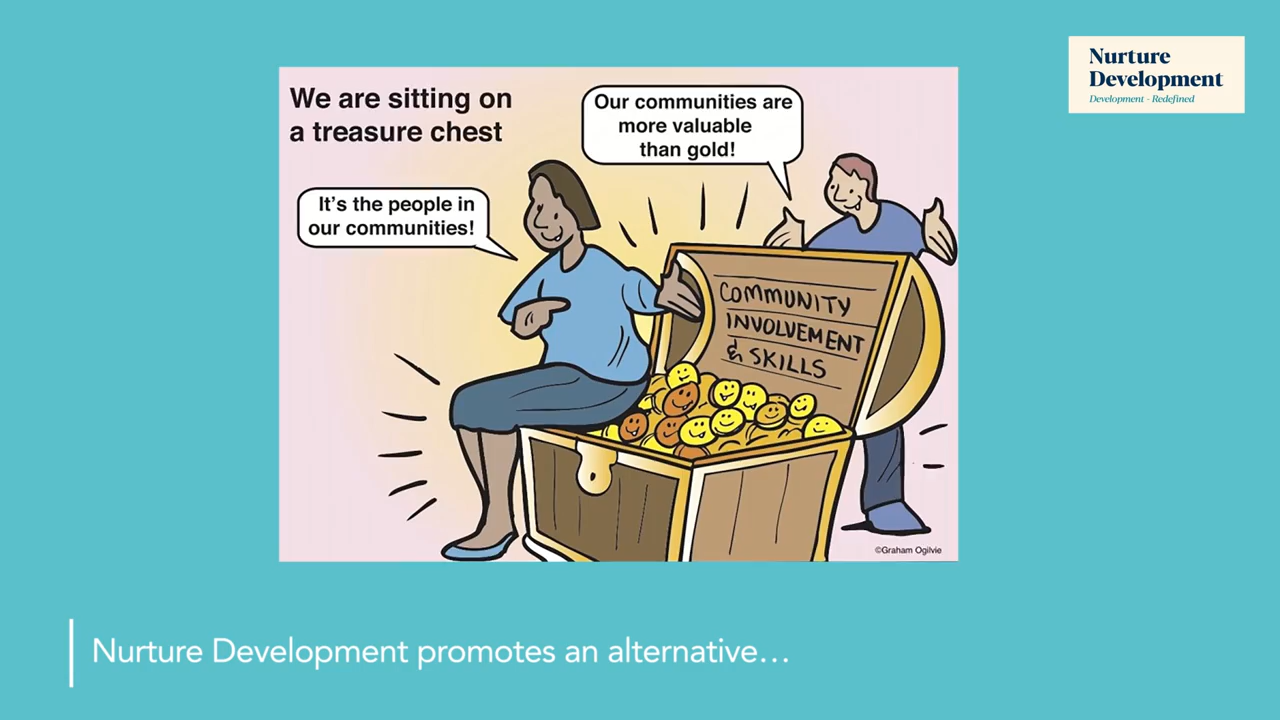 Nurture
Development
Development - Redefined
We are sitting on
a treasure chest
Our communities are
more valuable
than gold!
It's the people in
our communities!
COMMUNITY
INVOLVEMENT
& SKILLS
©Graham Ogilvie
Nurture Development promotes an alternative…